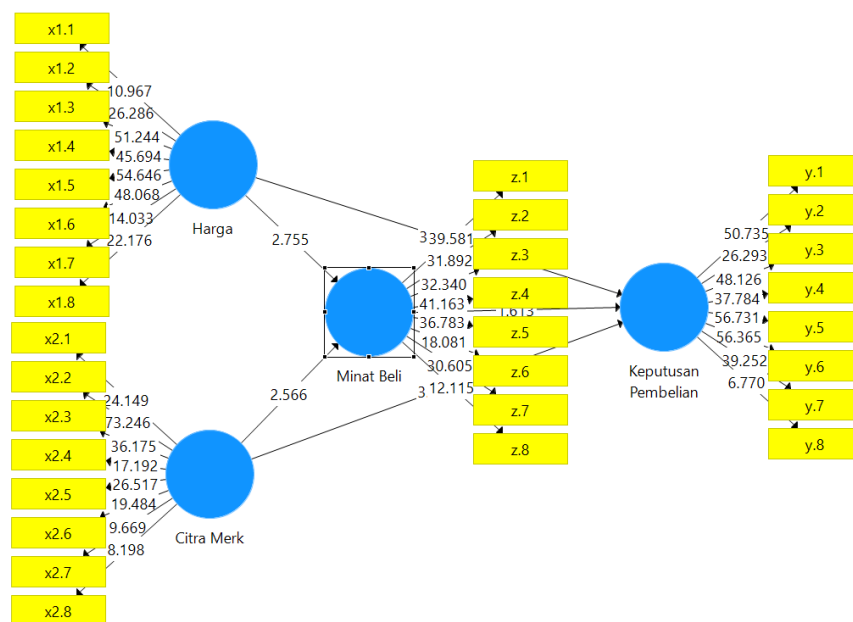 x1.1
x1.2
x1.3
x1.4
x1.5
x1.6
x1.7
x1.8
10.967
26.286
51.244
45.694
54.646
48.068
14.033
22.176
Harga
x2.1
x2.2
x2.3
x2.4
x2.5
x2.6
x2.7
x2.8
24.149
73.246
36.175
17.192
26.517
19.484
9.669
8.198
Citra Merk
2.755
2.566
Minat Beli
3
3
1.613
39.581
31.892
32.340
41.163
36.783
18.081
30.605
12.115
z.1
z.2
z.3
z.4
z.5
z.6
z.7
z.8
Keputusan
Pembelian
50.735
26.293
48.126
37.784
56.731
56.365
39.252
6.770
y.1
y.2
y.3
y.4
y.5
y.6
y.7
y.8